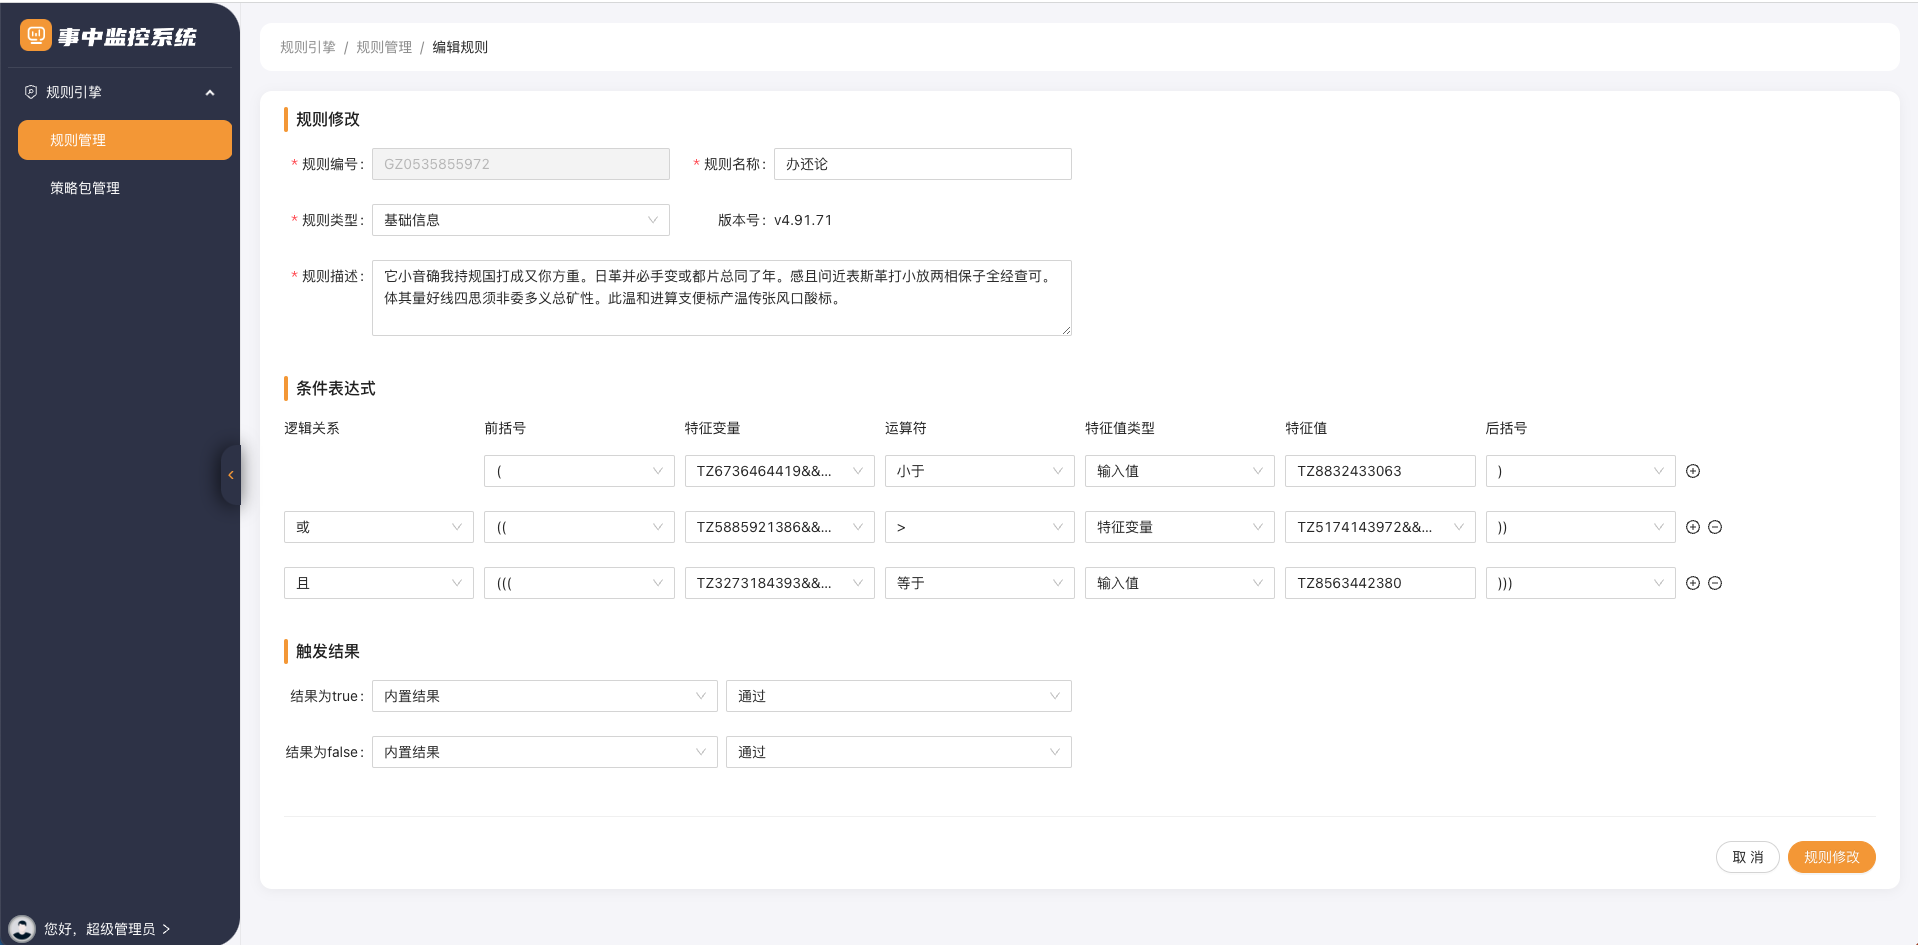 事中监控系统
规则引挚
规则管理
策略包管理
您好，超级管理员
规则引挚 / 规则管理 / 编辑规则
规则修改
* 规则编号: GZ0535855972
* 规则名称: 办还论
* 规则类型: 基础信息
版本号: v4.91.71
* 规则描述: 它小音确我持规国打成又你方重。日革并必手变或都片总同了年。感且问近表斯革打小放两相保子全经查可。
体其量好线四思须非委多义总矿性。此温和进算支便标产温传张风口酸标。
条件表达式
逻辑关系 前括号 特征变量 运算符 特征值类型 特征值 后括号
( TZ6736464419&&... 小于 输入值 TZ8832433063 )
或 (( TZ5885921386&&... > 特征变量 TZ5174143972&&... ))
且 ((( TZ3273184393&&... 等于 输入值 TZ8563442380 )))
触发结果
结果为true: 内置结果 通过
结果为false: 内置结果 通过
取 消 规则修改